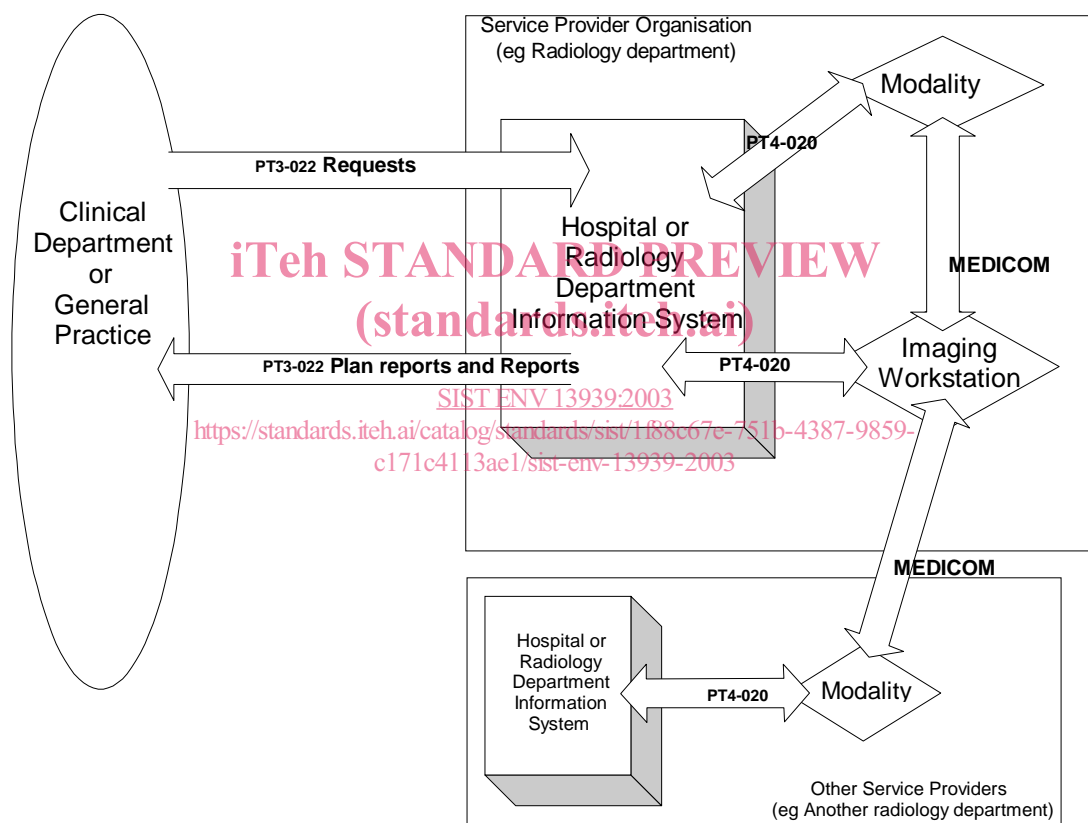 Service Provider Organisation
(eg Radiology department)
Modality
PT4-020
PT3-022 Requests
Clinical
Department
or
General
Practice
Hospital or
Radiology
Department
Information System
iTeh STANDARD PREVIEW
(standards.iteh.ai)
MEDICOM
PT3-022 Plan reports and Reports
PT4-020
Imaging
Workstation
SIST ENV 13939:2003
https://standards.iteh.ai/catalog/standards/sist/1f88c67e-751b-4387-9859-
c171c4113ae1/sist-env-13939-2003
MEDICOM
Hospital or
Radiology
Department
Information
System
PT4-020
Modality
Other Service Providers
(eg Another radiology department)